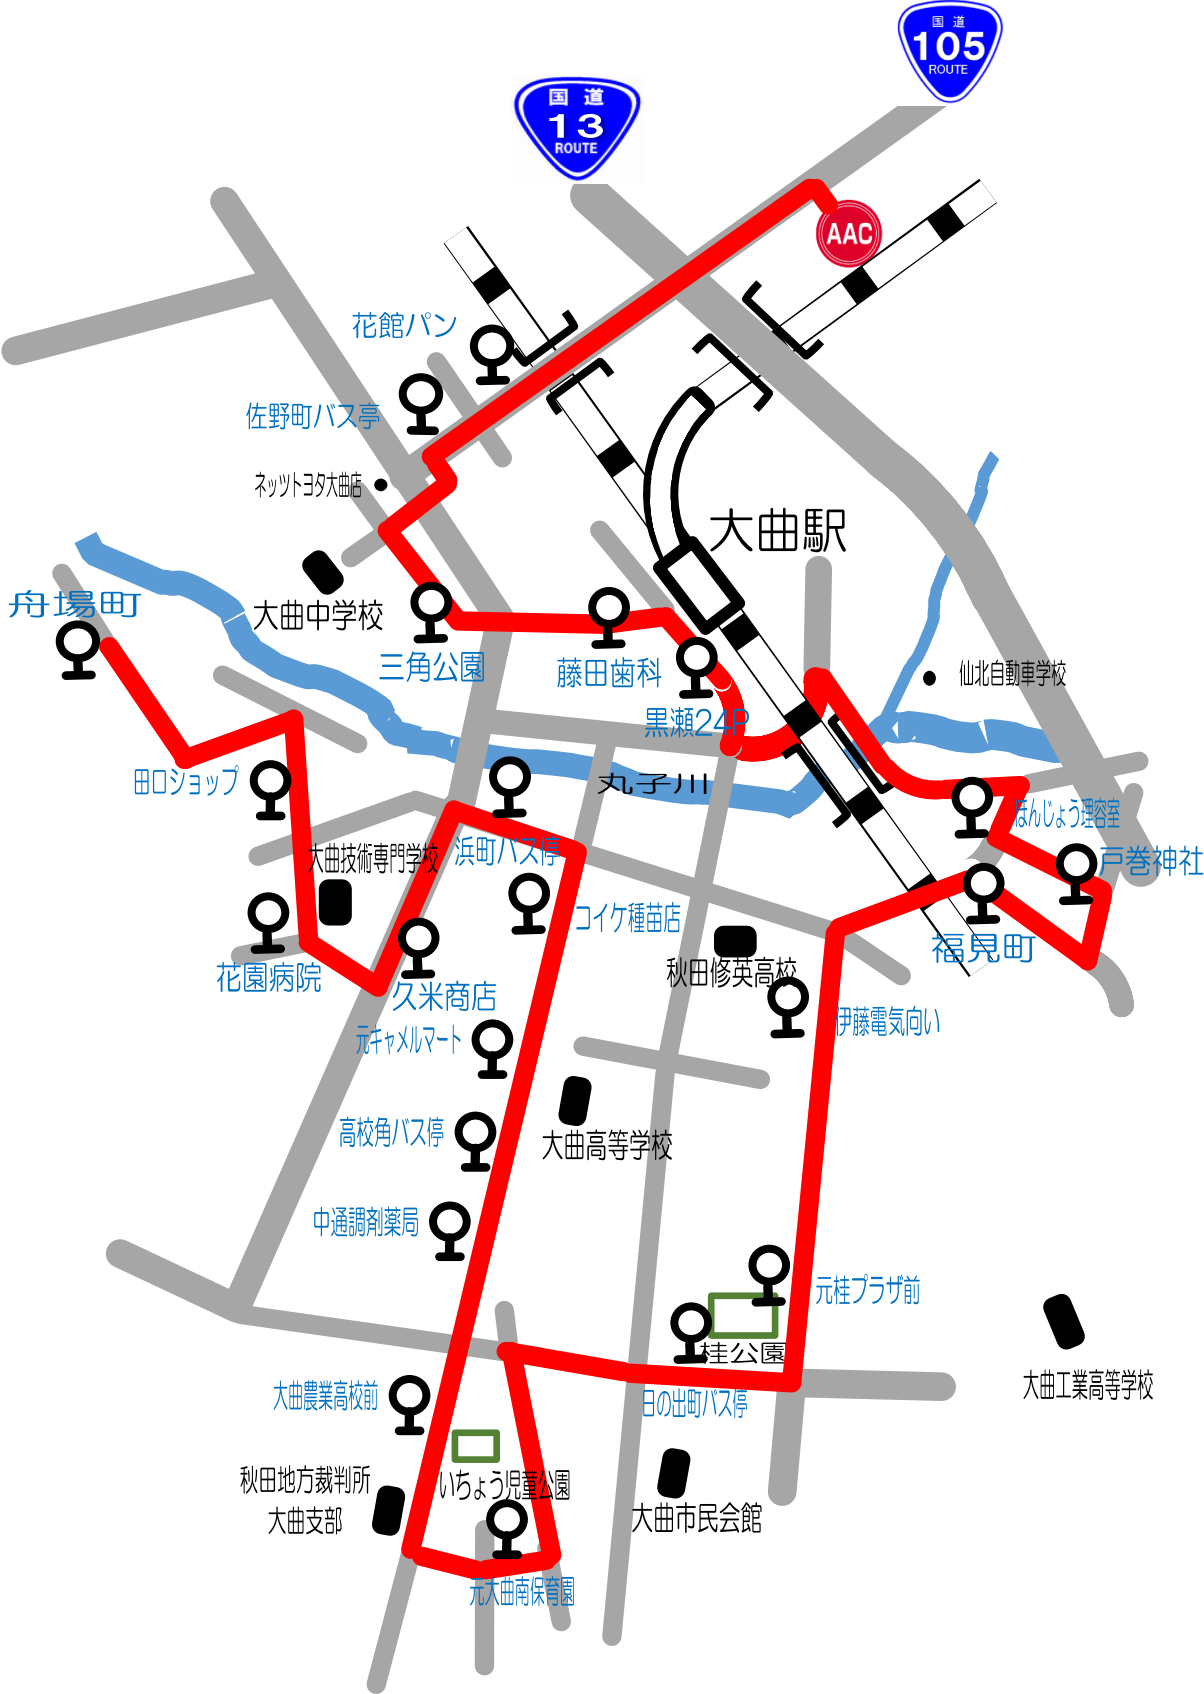 国 道
105
ROUTE
国 道
13
ROUTE
AAC
花館パン
佐野町バス亭
ネッツトヨタ大曲店
大曲駅
舟場町
大曲中学校
三角公園
藤田歯科
仙北自動車学校
黒瀬24P
田口ショップ
丸子川
ほんじょう理容室
大曲技術専門学校
浜町バス停
戸巻神社
コイケ種苗店
福見町
花園病院
秋田修英高校
久米商店
伊藤電気向い
元キャメルマート
高校角バス停
大曲高等学校
中通調剤薬局
元桂プラザ前
桂公園
大曲工業高等学校
大曲農業高校前
日の出町バス停
秋田地方裁判所
大曲支部
いちょう児童公園
大曲市民会館
元大曲南保育園